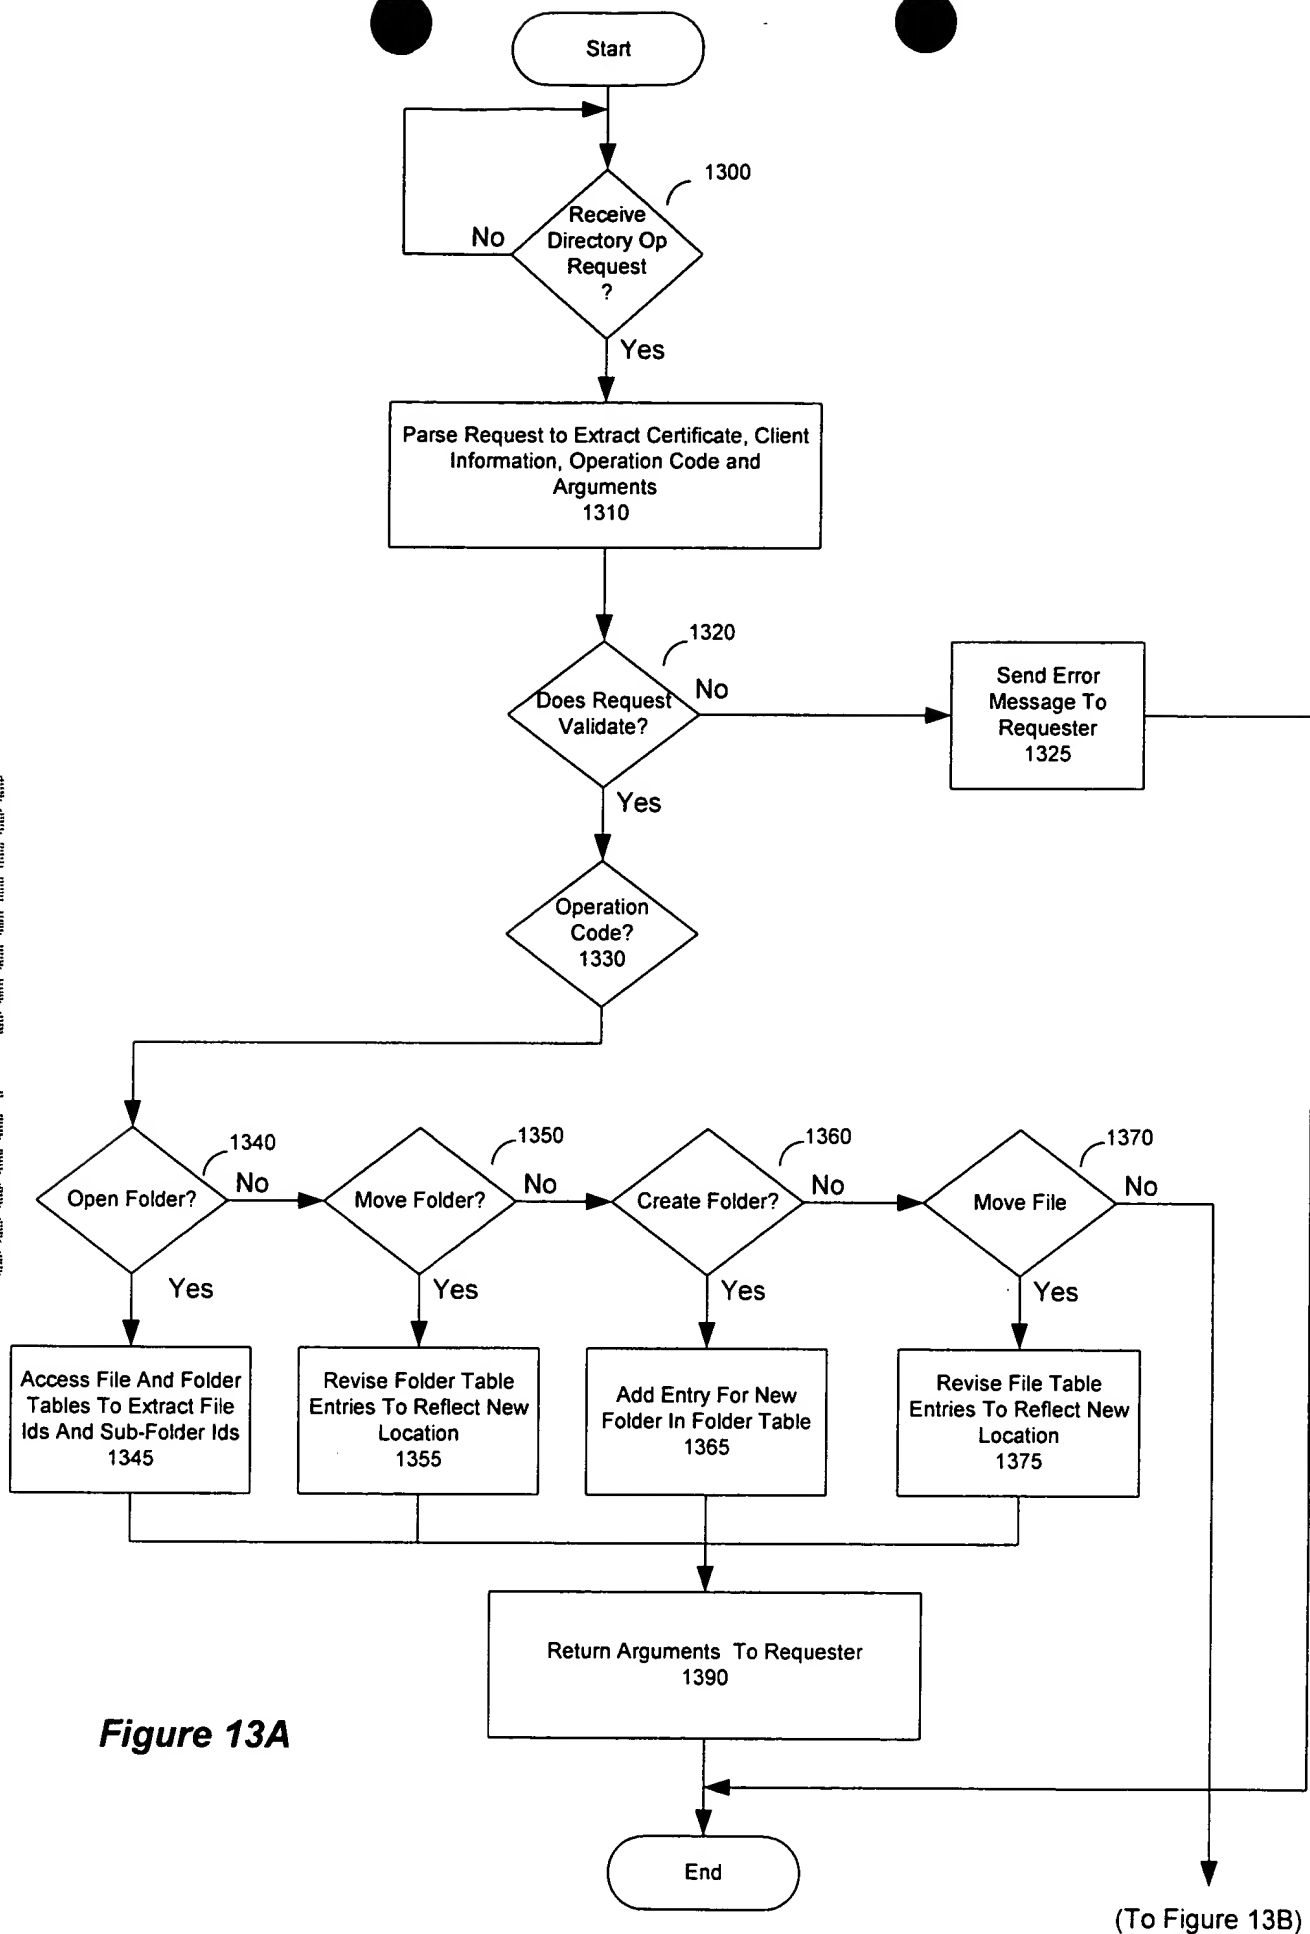 Start
1300
Receive
Directory Op
Request
?
No
Yes
Parse Request to Extract Certificate, Client
Information, Operation Code and
Arguments
1310
1320
Does Request
Validate?
No
Send Error
Message To
Requester
1325
Yes
Operation
Code?
1330
1340
Open Folder?
No
1350
Move Folder?
No
1360
Create Folder?
No
1370
Move File
No
Yes
Yes
Yes
Yes
Access File And Folder
Tables To Extract File
Ids And Sub-Folder Ids
1345
Revise Folder Table
Entries To Reflect New
Location
1355
Add Entry For New
Folder In Folder Table
1365
Revise File Table
Entries To Reflect New
Location
1375
Return Arguments To Requester
1390
Figure 13A
End
(To Figure 13B)